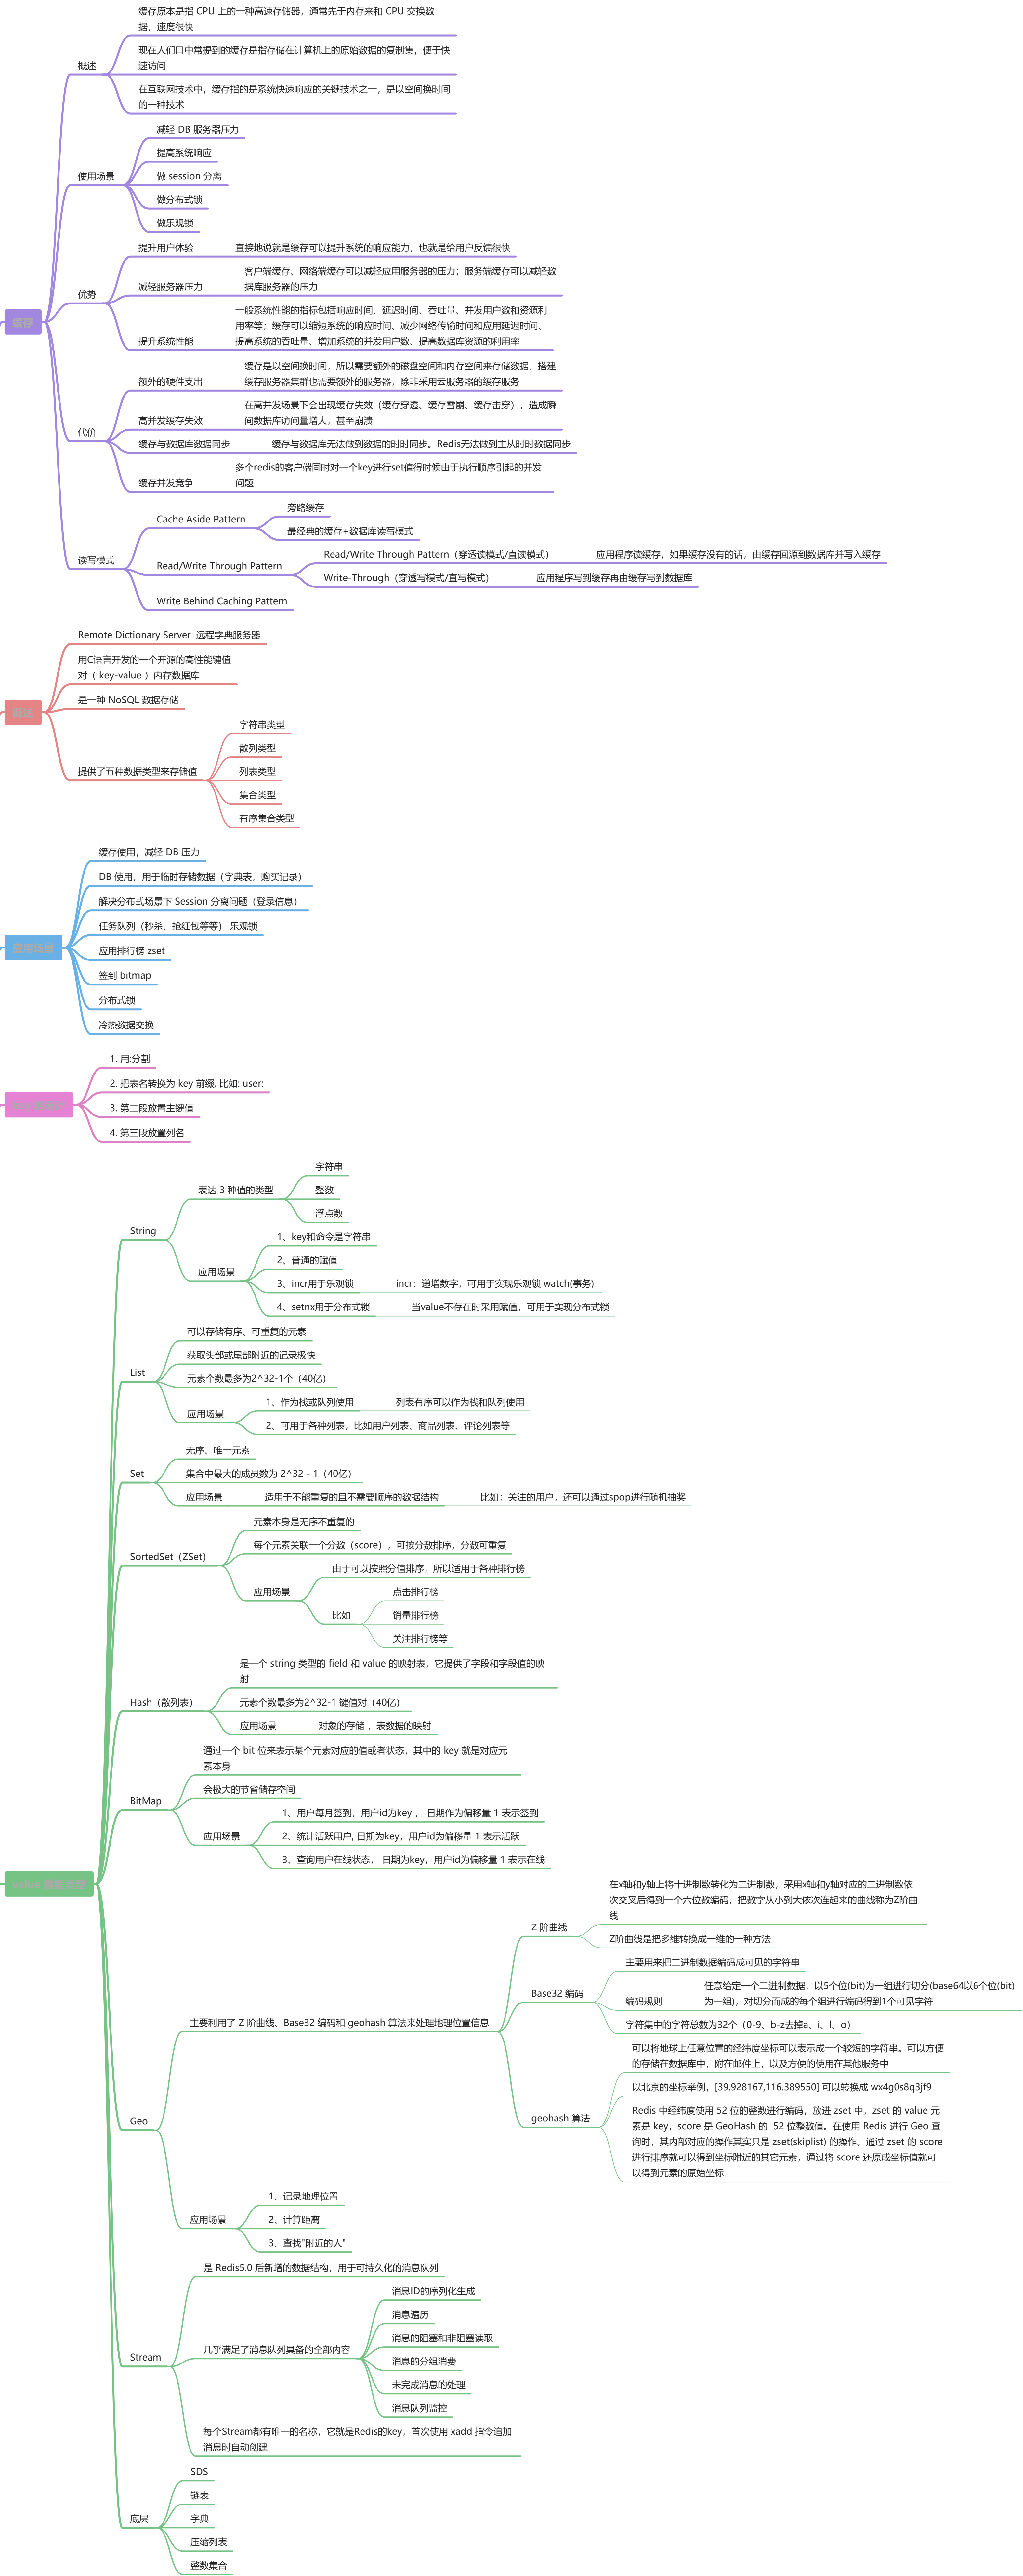 缓存
概述
缓存原本是指 CPU 上的一种高速存储器，通常先于内存来和 CPU 交换数
据，速度很快
现在人们口中常提到的缓存是指存储在计算机上的原始数据的复制集，便于快
速访问
在互联网技术中，缓存指的是系统快速响应的关键技术之一，是以空间换时间
的一种技术
使用场景
减轻 DB 服务器压力
提高系统响应
做 session 分离
做分布式锁
做乐观锁
优势
提升用户体验
直接地说就是缓存可以提升系统的响应能力，也就是给用户反馈很快
减轻服务器压力
客户端缓存、网络端缓存可以减轻应用服务器的压力；服务端缓存可以减轻数
据库服务器的压力
提升系统性能
一般系统性能的指标包括响应时间、延迟时间、吞吐量、并发用户数和资源利
用率等；缓存可以缩短系统的响应时间、减少网络传输时间和应用延迟时间、
提高系统的吞吐量、增加系统的并发用户数、提高数据库资源的利用率
代价
额外的硬件支出
缓存是以空间换时间，所以需要额外的磁盘空间和内存空间来存储数据，搭建
缓存服务器集群也需要额外的服务器，除非采用云服务器的缓存服务
高并发缓存失效
在高并发场景下会出现缓存失效（缓存穿透、缓存雪崩、缓存击穿），造成瞬
间数据库访问量增大，甚至崩溃
缓存与数据库数据同步
缓存与数据库无法做到数据的时时同步。Redis无法做到主从时时数据同步
缓存并发竞争
多个redis的客户端同时对一个key进行set值得时候由于执行顺序引起的并发
问题
读写模式
Cache Aside Pattern
旁路缓存
最经典的缓存+数据库读写模式
Read/Write Through Pattern
Read/Write Through Pattern（穿透读模式/直读模式）
应用程序读缓存，如果缓存没有的话，由缓存回源到数据库并写入缓存
Write-Through（穿透写模式/直写模式）
应用程序写到缓存再由缓存写到数据库
Write Behind Caching Pattern
概述
Remote Dictionary Server  远程字典服务器
用C语言开发的一个开源的高性能键值
对（ key-value ）内存数据库
是一种 NoSQL 数据存储
提供了五种数据类型来存储值
字符串类型
散列类型
列表类型
集合类型
有序集合类型
应用场景
缓存使用，减轻 DB 压力
DB 使用，用于临时存储数据（字典表，购买记录）
解决分布式场景下 Session 分离问题（登录信息）
任务队列（秒杀、抢红包等等） 乐观锁
应用排行榜 zset
签到 bitmap
分布式锁
冷热数据交换
1. 用:分割
2. 把表名转换为 key 前缀, 比如: user:
3. 第二段放置主键值
4. 第三段放置列名
value 数据类型
String
表达 3 种值的类型
字符串
整数
浮点数
应用场景
1、key和命令是字符串
2、普通的赋值
3、incr用于乐观锁
incr：递增数字，可用于实现乐观锁 watch(事务)
4、setnx用于分布式锁
当value不存在时采用赋值，可用于实现分布式锁
List
可以存储有序、可重复的元素
获取头部或尾部附近的记录极快
元素个数最多为2^32-1个（40亿）
应用场景
1、作为栈或队列使用
列表有序可以作为栈和队列使用
2、可用于各种列表，比如用户列表、商品列表、评论列表等
Set
无序、唯一元素
集合中最大的成员数为 2^32 - 1（40亿）
应用场景
适用于不能重复的且不需要顺序的数据结构
比如：关注的用户，还可以通过spop进行随机抽奖
SortedSet（ZSet）
元素本身是无序不重复的
每个元素关联一个分数（score），可按分数排序，分数可重复
应用场景
由于可以按照分值排序，所以适用于各种排行榜
比如
点击排行榜
销量排行榜
关注排行榜等
Hash（散列表）
是一个 string 类型的 field 和 value 的映射表，它提供了字段和字段值的映
射
元素个数最多为2^32-1 键值对（40亿）
应用场景
对象的存储 ，表数据的映射
BitMap
通过一个 bit 位来表示某个元素对应的值或者状态，其中的 key 就是对应元
素本身
会极大的节省储存空间
应用场景
1、用户每月签到，用户id为key ， 日期作为偏移量 1 表示签到
2、统计活跃用户, 日期为key，用户id为偏移量 1 表示活跃
3、查询用户在线状态， 日期为key，用户id为偏移量 1 表示在线
Geo
主要利用了 Z 阶曲线、Base32 编码和 geohash 算法来处理地理位置信息
Z 阶曲线
在x轴和y轴上将十进制数转化为二进制数，采用x轴和y轴对应的二进制数依
次交叉后得到一个六位数编码，把数字从小到大依次连起来的曲线称为Z阶曲
线
Z阶曲线是把多维转换成一维的一种方法
Base32 编码
主要用来把二进制数据编码成可见的字符串
编码规则
任意给定一个二进制数据，以5个位(bit)为一组进行切分(base64以6个位(bit)
为一组)，对切分而成的每个组进行编码得到1个可见字符
字符集中的字符总数为32个（0-9、b-z去掉a、i、l、o）
geohash 算法
可以将地球上任意位置的经纬度坐标可以表示成一个较短的字符串。可以方便
的存储在数据库中，附在邮件上，以及方便的使用在其他服务中
以北京的坐标举例，[39.928167,116.389550] 可以转换成 wx4g0s8q3jf9
Redis 中经纬度使用 52 位的整数进行编码，放进 zset 中，zset 的 value 元
素是 key，score 是 GeoHash 的  52 位整数值。在使用 Redis 进行 Geo 查
询时，其内部对应的操作其实只是 zset(skiplist) 的操作。通过 zset 的 score
进行排序就可以得到坐标附近的其它元素，通过将 score 还原成坐标值就可
以得到元素的原始坐标
应用场景
1、记录地理位置
2、计算距离
3、查找"附近的人"
Stream
是 Redis5.0 后新增的数据结构，用于可持久化的消息队列
几乎满足了消息队列具备的全部内容
消息ID的序列化生成
消息遍历
消息的阻塞和非阻塞读取
消息的分组消费
未完成消息的处理
消息队列监控
每个Stream都有唯一的名称，它就是Redis的key，首次使用 xadd 指令追加
消息时自动创建
底层
SDS
链表
字典
压缩列表
整数集合